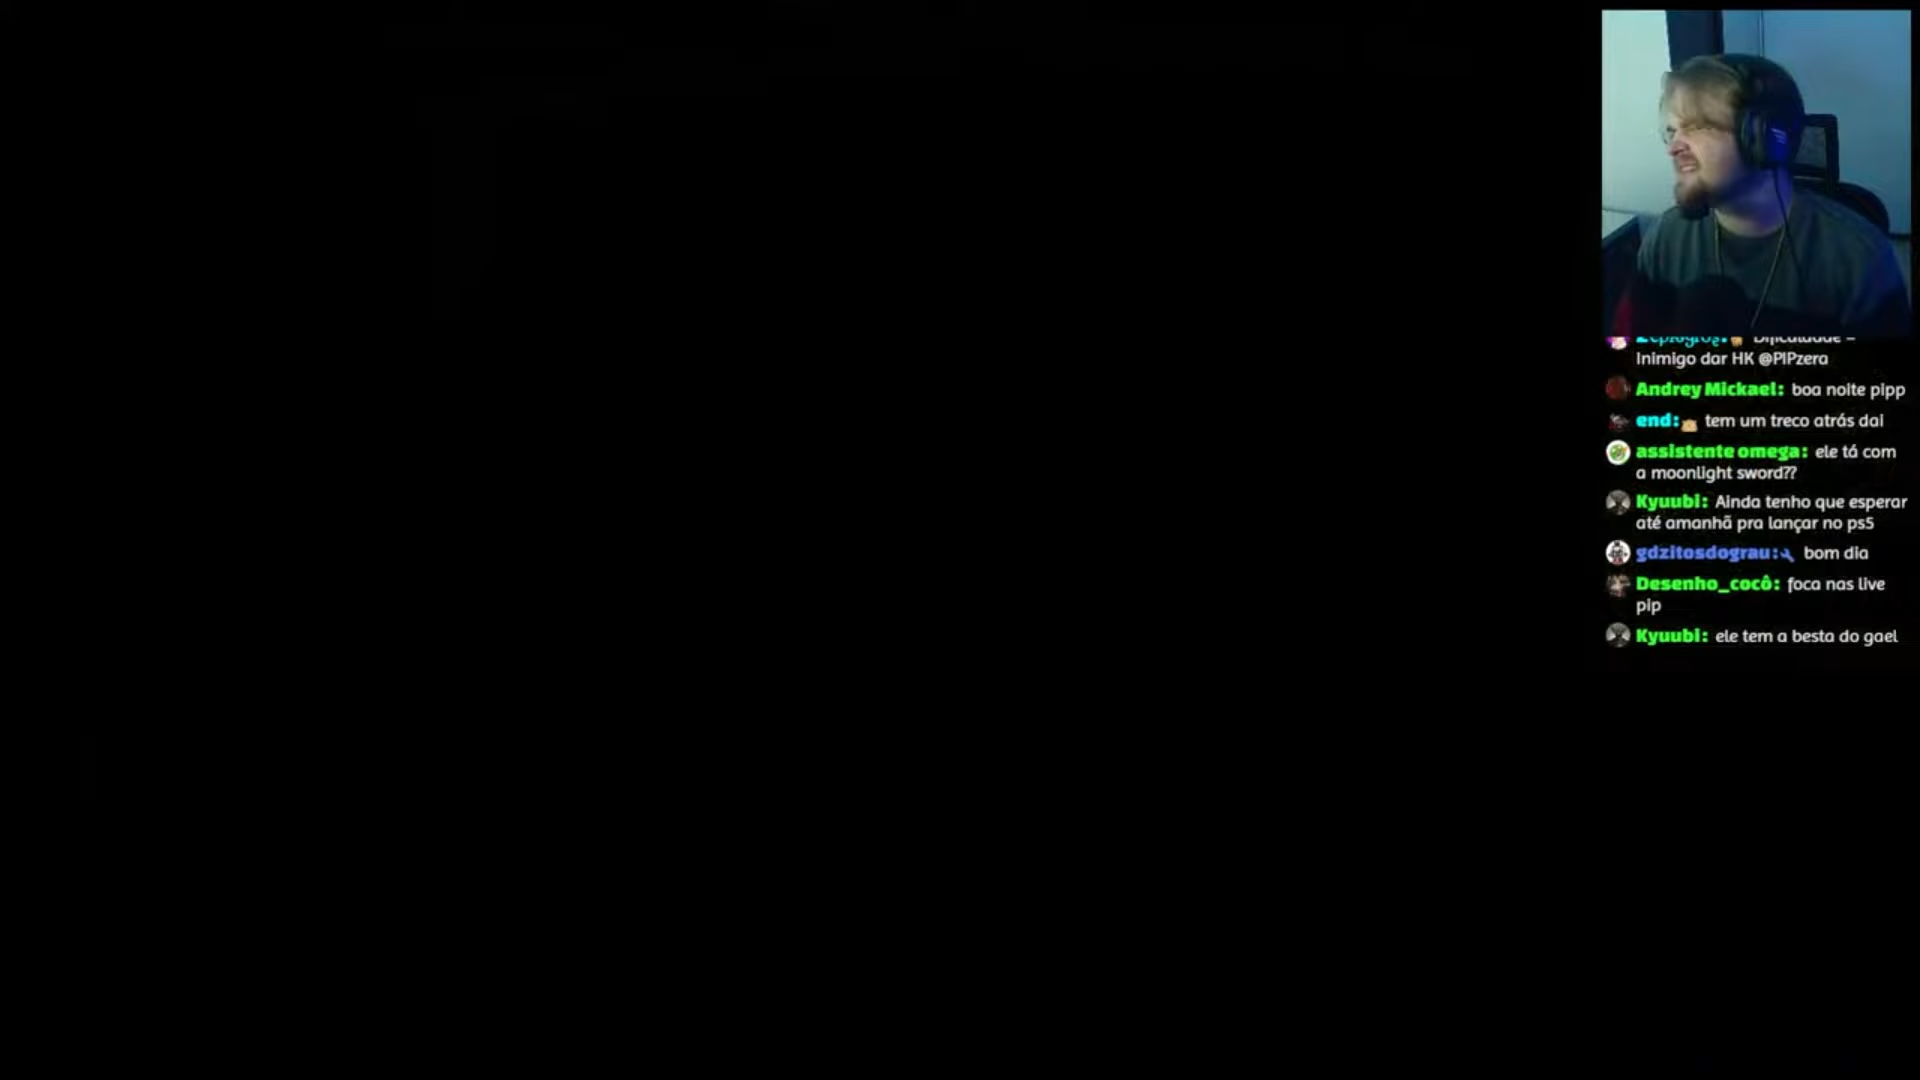 Dificuldade =
Inimigo dar HK @PIPzera
Andrey Mickael: boa noite pipp
end: tem um treco atrás dai
assistente omega: ele tá com
a moonlight sword??
Kyuubi: Ainda tenho que esperar
até amanhã pra lançar no ps5
gdzitosdograu: bom dia
Desenho_cocô: foca nas live
pip
Kyuubi: ele tem a besta do gael